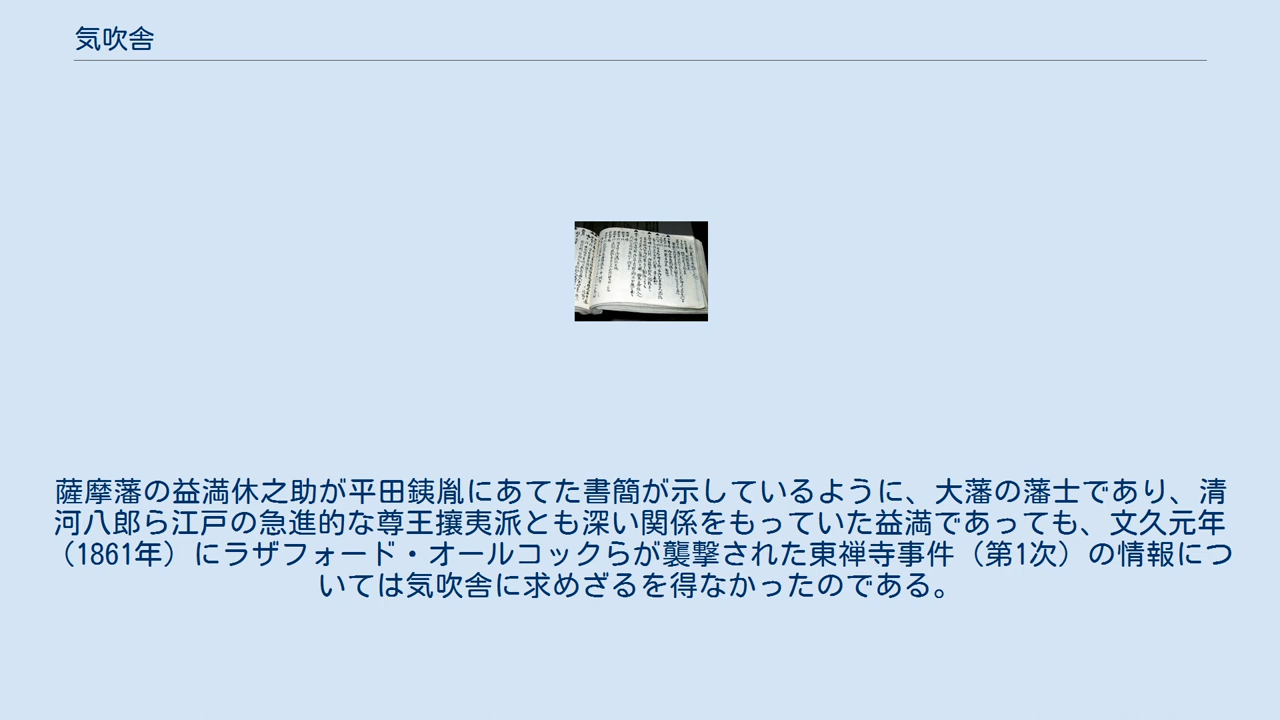 気吹舎
薩摩藩の益満休之助が平田銕胤にあてた書簡が示しているように、大藩の藩士であり、清
河八郎ら江戸の急進的な尊王攘夷派とも深い関係をもっていた益満であっても、文久元年
（1861年）にラザフォード・オールコックらが襲撃された東禅寺事件（第1次）の情報につ
いては気吹舎に求めざるを得なかったのである。